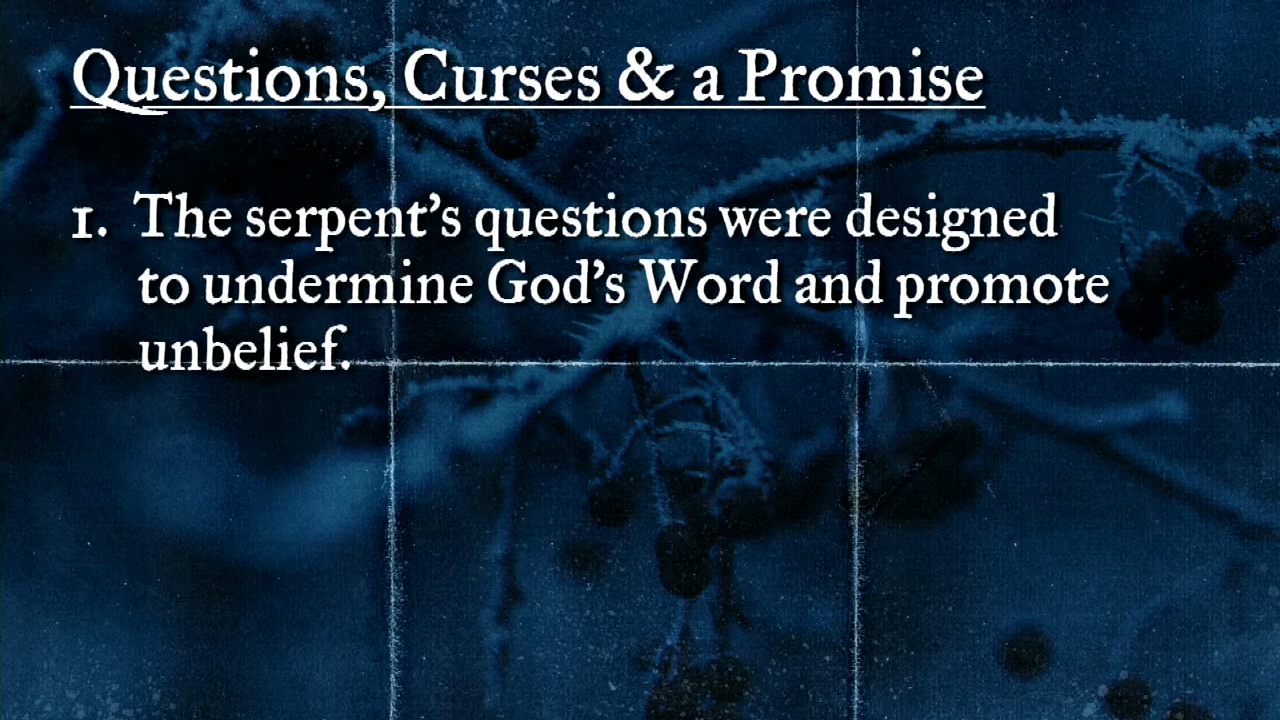 Questions, Curses & a Promise
1. The serpent’s questions were designed
to undermine God’s Word and promote
unbelief.